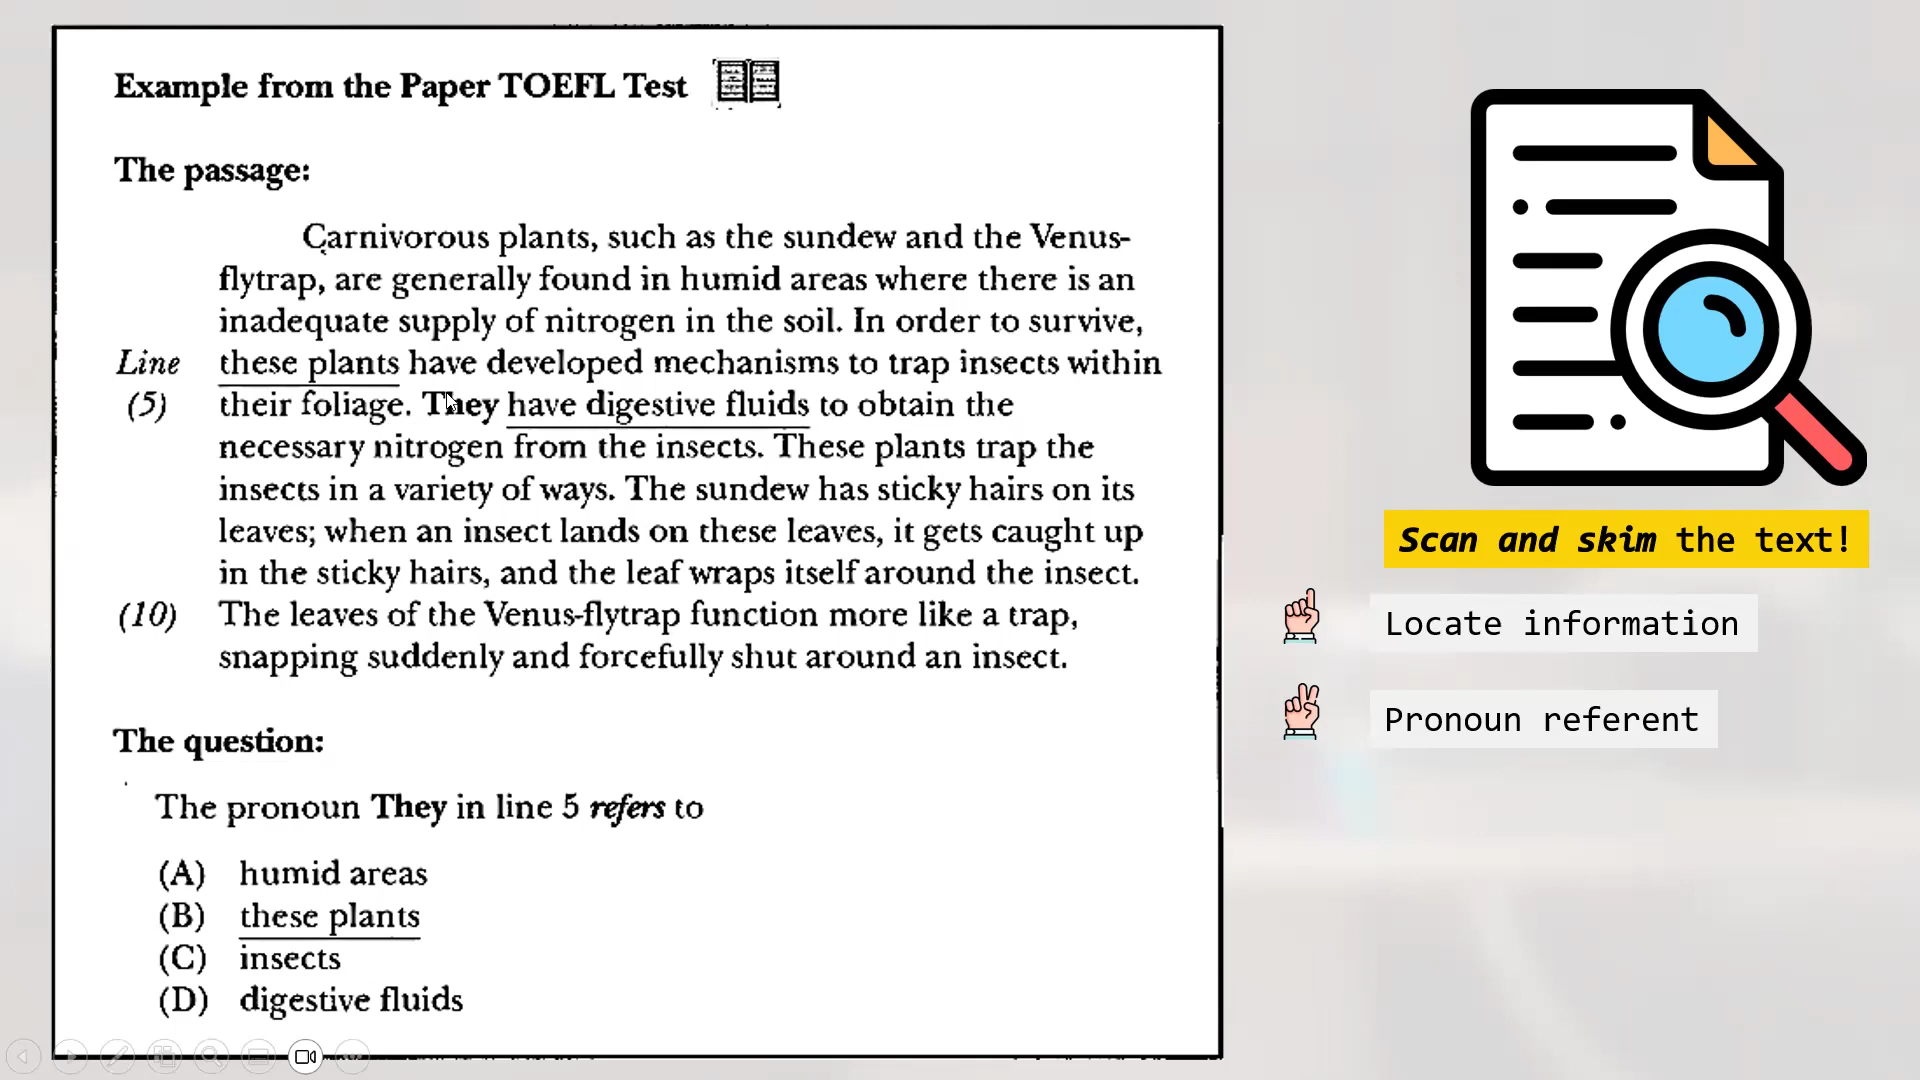 Example from the Paper TOEFL Test
The passage:
Carnivorous plants, such as the sundew and the Venus-
flytrap, are generally found in humid areas where there is an
inadequate supply of nitrogen in the soil. In order to survive,
Line these plants have developed mechanisms to trap insects within
(5) their foliage. They have digestive fluids to obtain the
necessary nitrogen from the insects. These plants trap the
insects in a variety of ways. The sundew has sticky hairs on its
leaves; when an insect lands on these leaves, it gets caught up
in the sticky hairs, and the leaf wraps itself around the insect.
(10) The leaves of the Venus-flytrap function more like a trap,
snapping suddenly and forcefully shut around an insect.
The question:
The pronoun They in line 5 refers to
(A) humid areas
(B) these plants
(C) insects
(D) digestive fluids
Scan and skim the text!
Locate information
Pronoun referent